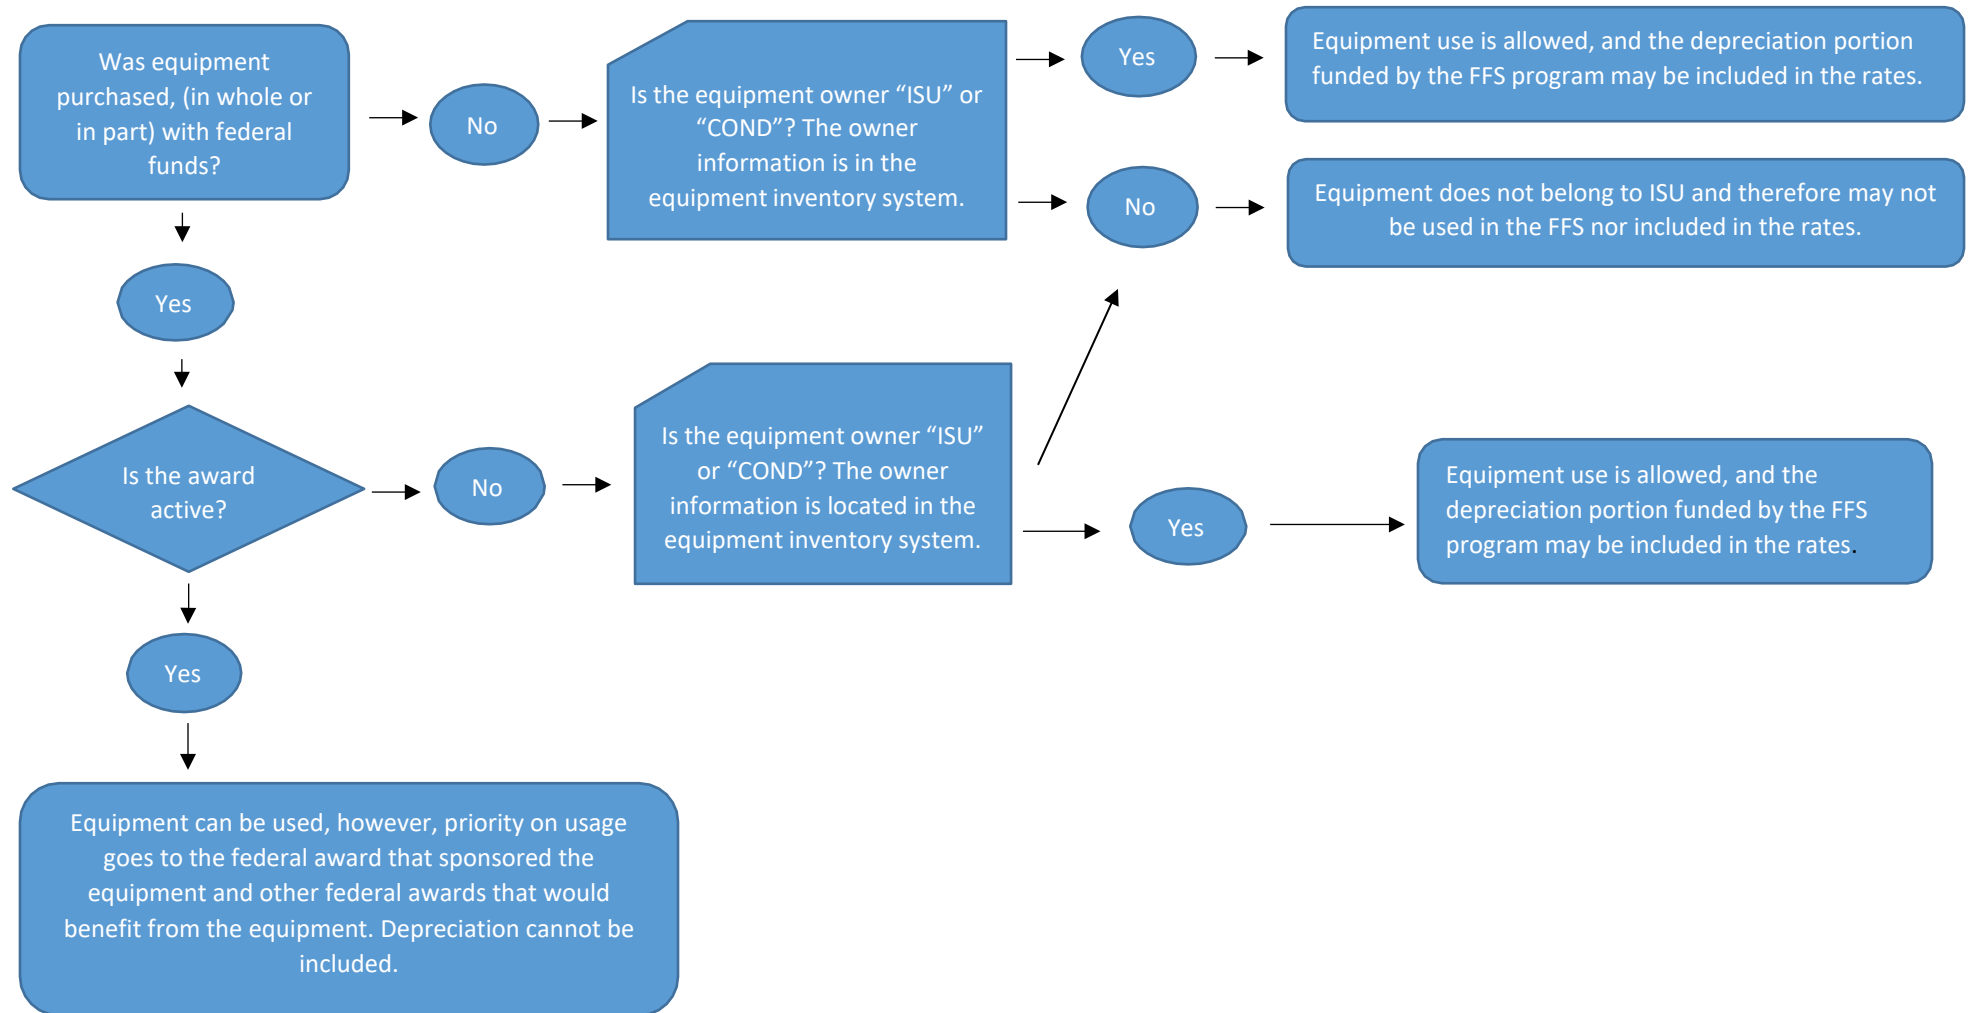 Was equipment
purchased, (in whole or
in part) with federal
funds?
No
Is the equipment owner “ISU” or
“COND”? The owner
information is in the
equipment inventory system.
Yes
Equipment use is allowed, and the depreciation portion
funded by the FFS program may be included in the rates.
No
Equipment does not belong to ISU and therefore may not
be used in the FFS nor included in the rates.
Yes
Is the award
active?
No
Is the equipment owner “ISU”
or “COND”? The owner
information is located in the
equipment inventory system.
Yes
Equipment use is allowed, and the
depreciation portion funded by the FFS
program may be included in the rates.
Yes
Equipment can be used, however, priority on usage
goes to the federal award that sponsored the
equipment and other federal awards that would
benefit from the equipment. Depreciation cannot be
included.